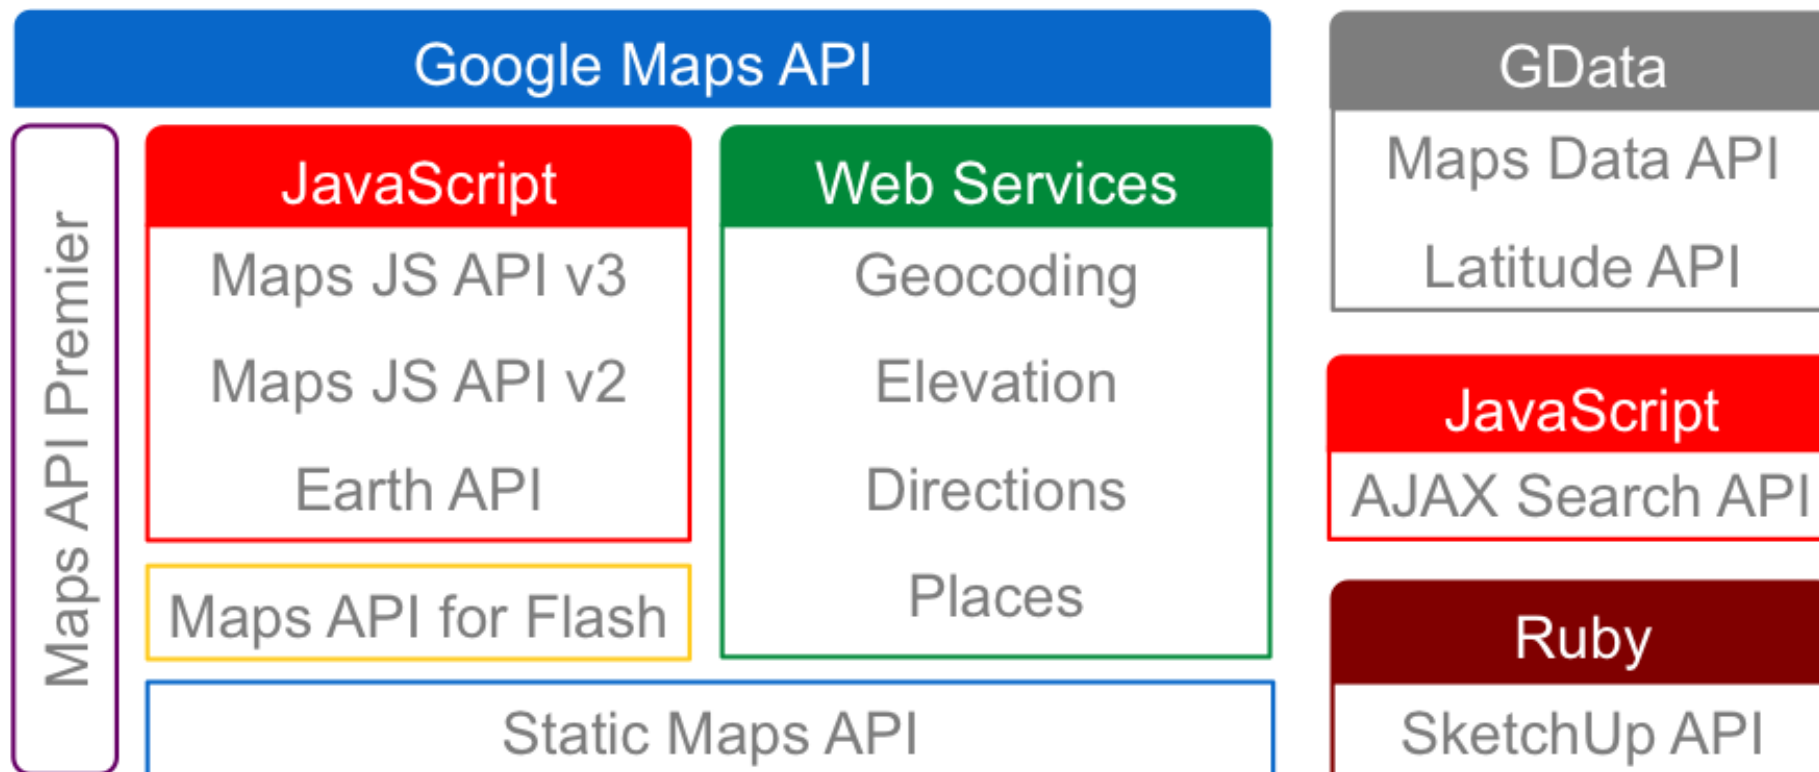 Google Maps API
Maps API Premier
JavaScript
Maps JS API v3
Maps JS API v2
Earth API
Maps API for Flash
Web Services
Geocoding
Elevation
Directions
Places
Static Maps API
GData
Maps Data API
Latitude API
JavaScript
AJAX Search API
Ruby
SketchUp API